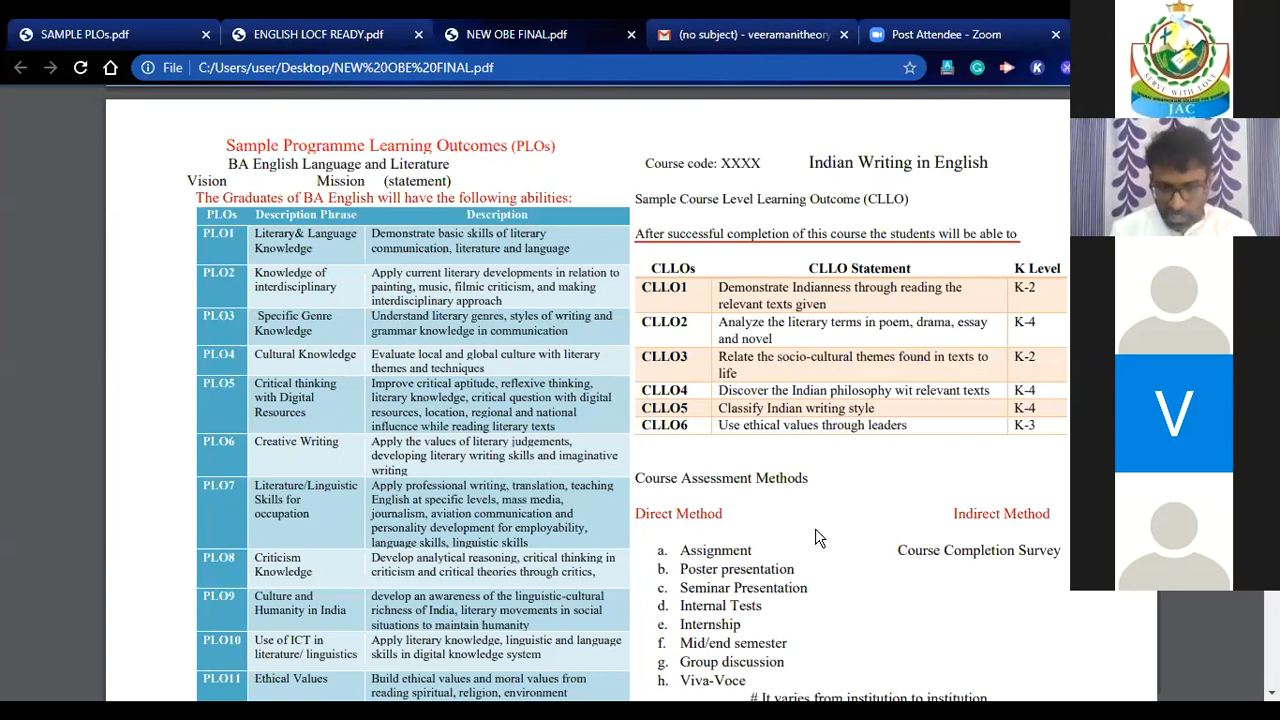 SAMPLE PLOs.pdf
ENGLISH LOCF READY.pdf
NEW OBE FINAL.pdf
(no subject) - veeramanitheory
Post Attendee - Zoom
File C:/Users/user/Desktop/NEW%20OBE%20FINAL.pdf
SERVE WITH LOVE
JAC
Sample Programme Learning Outcomes (PLOs)
BA English Language and Literature
Vision Mission (statement)
The Graduates of BA English will have the following abilities:
PLOs Description Phrase Description
PLO1 Literary& Language Demonstrate basic skills of literary
Knowledge communication, literature and language
PLO2 Knowledge of Apply current literary developments in relation to
interdisciplinary painting, music, filmic criticism, and making
interdisciplinary approach
PLO3 Specific Genre Understand literary genres, styles of writing and
Knowledge grammar knowledge in communication
PLO4 Cultural Knowledge Evaluate local and global culture with literary
themes and techniques
PLO5 Critical thinking Improve critical aptitude, reflexive thinking,
with Digital literary knowledge, critical question with digital
Resources resources, location, regional and national
influence while reading literary texts
PLO6 Creative Writing Apply the values of literary judgements,
developing literary writing skills and imaginative
writing
PLO7 Literature/Linguistic Apply professional writing, translation, teaching
Skills for English at specific levels, mass media,
occupation journalism, aviation communication and
personality development for employability,
language skills, linguistic skills
PLO8 Criticism Develop analytical reasoning, critical thinking in
Knowledge criticism and critical theories through critics,
PLO9 Culture and develop an awareness of the linguistic-cultural
Humanity in India richness of India, literary movements in social
situations to maintain humanity
PLO10 Use of ICT in Apply literary knowledge, linguistic and language
literature/ linguistics skills in digital knowledge system
PLO11 Ethical Values Build ethical values and moral values from
reading spiritual, religion, environment
Course code: XXXX Indian Writing in English
Sample Course Level Learning Outcome (CLLO)
After successful completion of this course the students will be able to
CLLOs CLLO Statement K Level
CLLO1 Demonstrate Indianness through reading the K-2
relevant texts given
CLLO2 Analyze the literary terms in poem, drama, essay K-4
and novel
CLLO3 Relate the socio-cultural themes found in texts to K-2
life
CLLO4 Discover the Indian philosophy wit relevant texts K-4
CLLO5 Classify Indian writing style K-4
CLLO6 Use ethical values through leaders K-3
Course Assessment Methods
Direct Method Indirect Method
a. Assignment Course Completion Survey
b. Poster presentation
c. Seminar Presentation
d. Internal Tests
e. Internship
f. Mid/end semester
g. Group discussion
h. Viva-Voce
# It varies from institution to institution
V